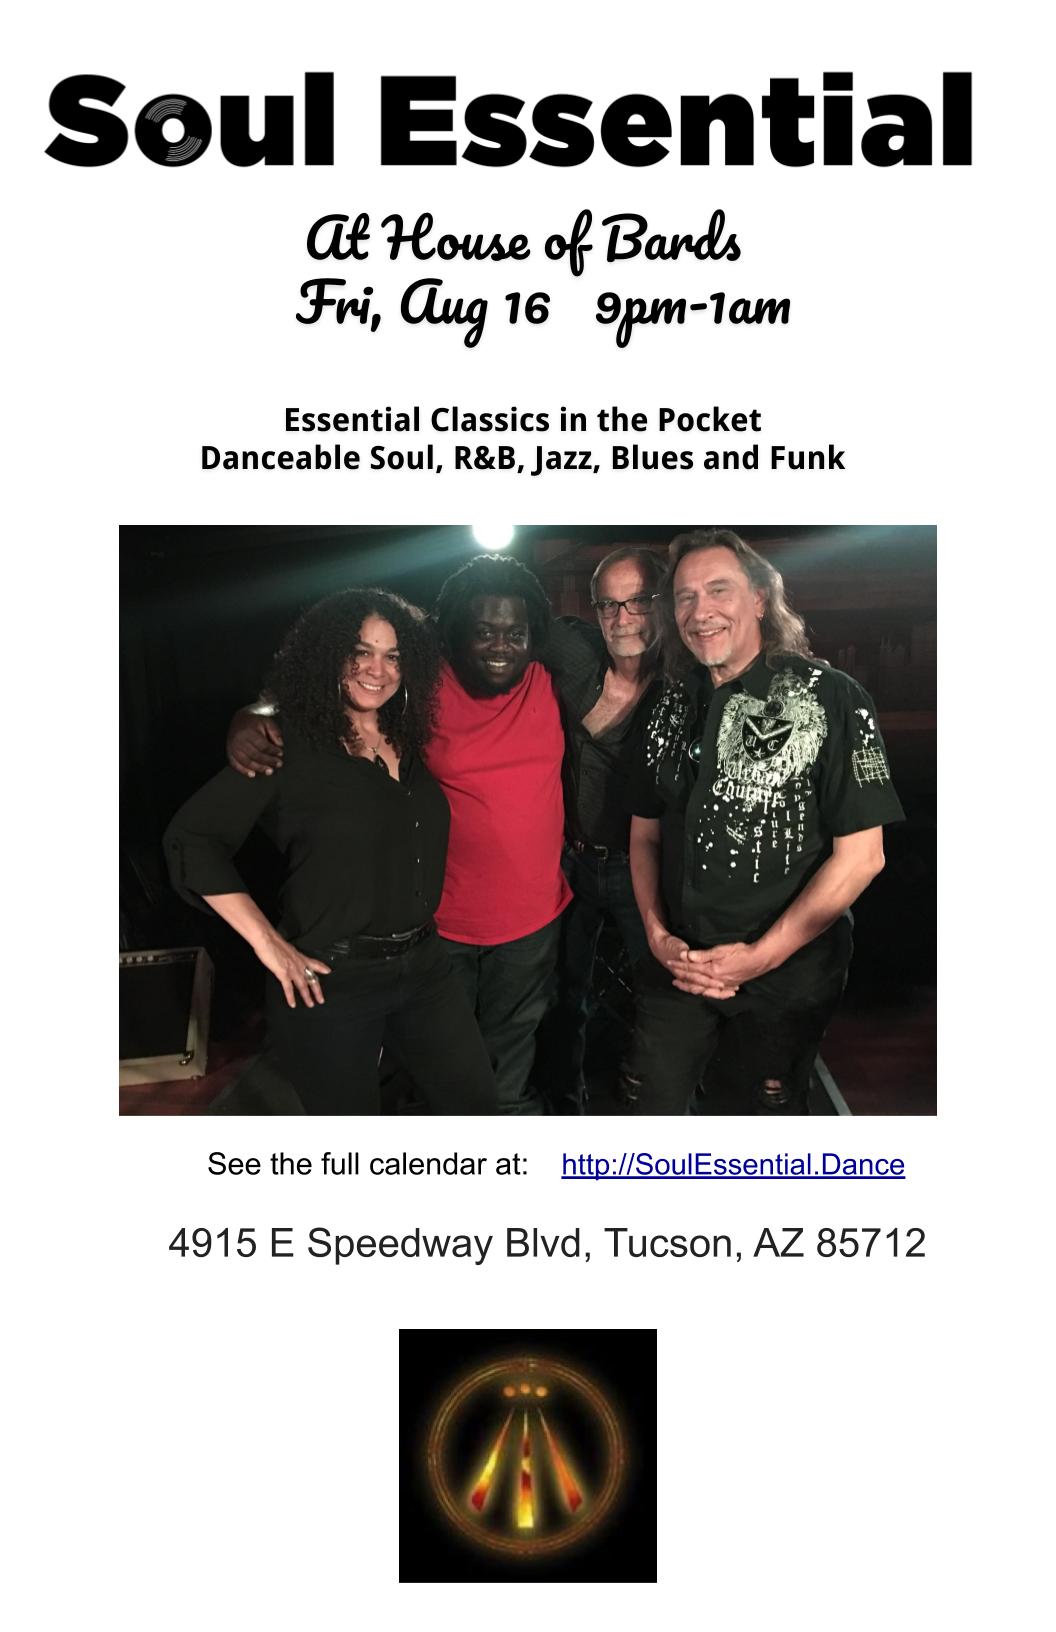 Soul Essential
At House of Bards
Fri, Aug 16 9pm-1am
Essential Classics in the Pocket
Danceable Soul, R&B, Jazz, Blues and Funk
U C
Urban
See the full calendar at: http://SoulEssential.Dance
4915 E Speedway Blvd, Tucson, AZ 85712